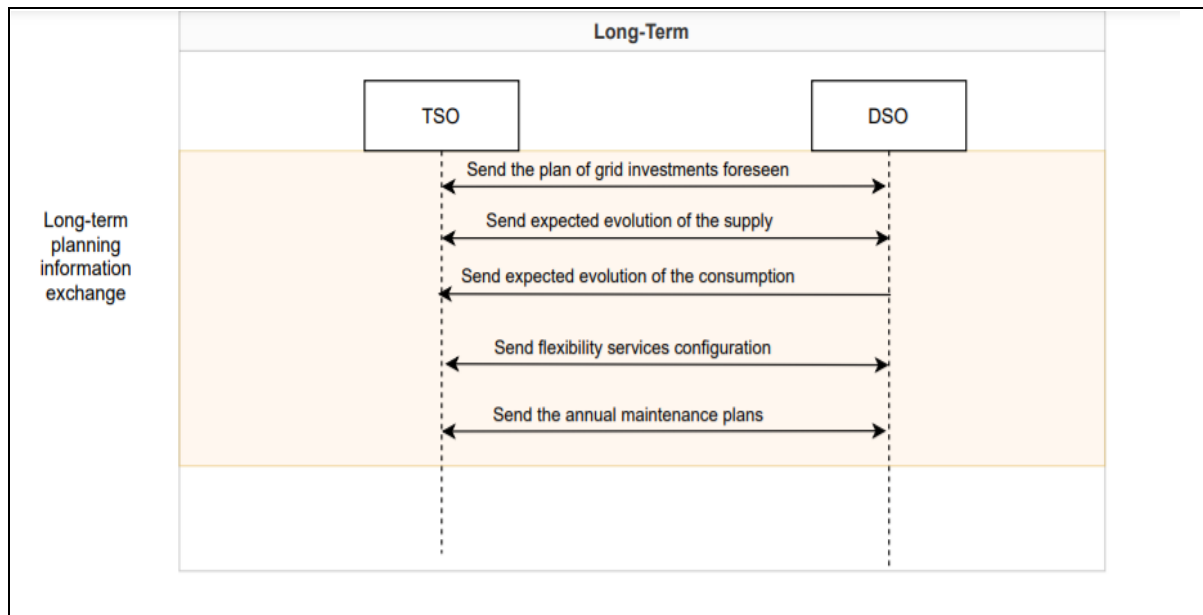 Long-Term
TSO
DSO
Send the plan of grid investments foreseen
Send expected evolution of the supply
Long-term
planning
information
exchange
Send expected evolution of the consumption
Send flexibility services configuration
Send the annual maintenance plans